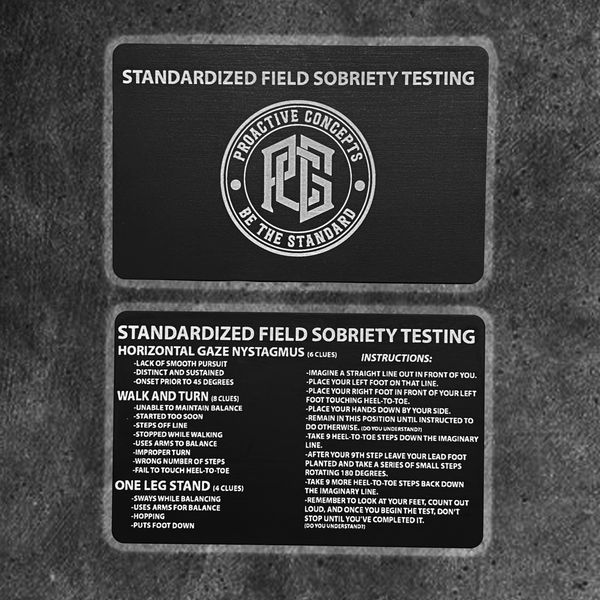 STANDARDIZED FIELD SOBRIETY TESTING
PROACTIVE CONCEPTS
PCG
BE THE STANDARD
STANDARDIZED FIELD SOBRIETY TESTING
HORIZONTAL GAZE NYSTAGMUS (6 CLUES)
-LACK OF SMOOTH PURSUIT
-DISTINCT AND SUSTAINED
-ONSET PRIOR TO 45 DEGREES
WALK AND TURN (8 CLUES)
-UNABLE TO MAINTAIN BALANCE
-STARTED TOO SOON
-STEPS OFF LINE
-STOPPED WHILE WALKING
-USES ARMS TO BALANCE
-IMPROPER TURN
-WRONG NUMBER OF STEPS
-FAIL TO TOUCH HEEL-TO-TOE
ONE LEG STAND (4 CLUES)
-SWAYS WHILE BALANCING
-USES ARMS FOR BALANCE
-HOPPING
-PUTS FOOT DOWN
INSTRUCTIONS:
-IMAGINE A STRAIGHT LINE OUT IN FRONT OF YOU.
-PLACE YOUR LEFT FOOT ON THAT LINE.
-PLACE YOUR RIGHT FOOT IN FRONT OF YOUR LEFT
FOOT TOUCHING HEEL-TO-TOE.
-PLACE YOUR HANDS DOWN BY YOUR SIDE.
-REMAIN IN THIS POSITION UNTIL INSTRUCTED TO
DO OTHERWISE. (DO YOU UNDERSTAND?)
-TAKE 9 HEEL-TO-TOE STEPS DOWN THE IMAGINARY
LINE.
-AFTER YOUR 9TH STEP LEAVE YOUR LEAD FOOT
PLANTED AND TAKE A SERIES OF SMALL STEPS
ROTATING 180 DEGREES.
-TAKE 9 MORE HEEL-TO-TOE STEPS BACK DOWN
THE IMAGINARY LINE.
-REMEMBER TO LOOK AT YOUR FEET, COUNT OUT
LOUD, AND ONCE YOU BEGIN THE TEST, DON'T
STOP UNTIL YOU'VE COMPLETED IT.
(DO YOU UNDERSTAND?)